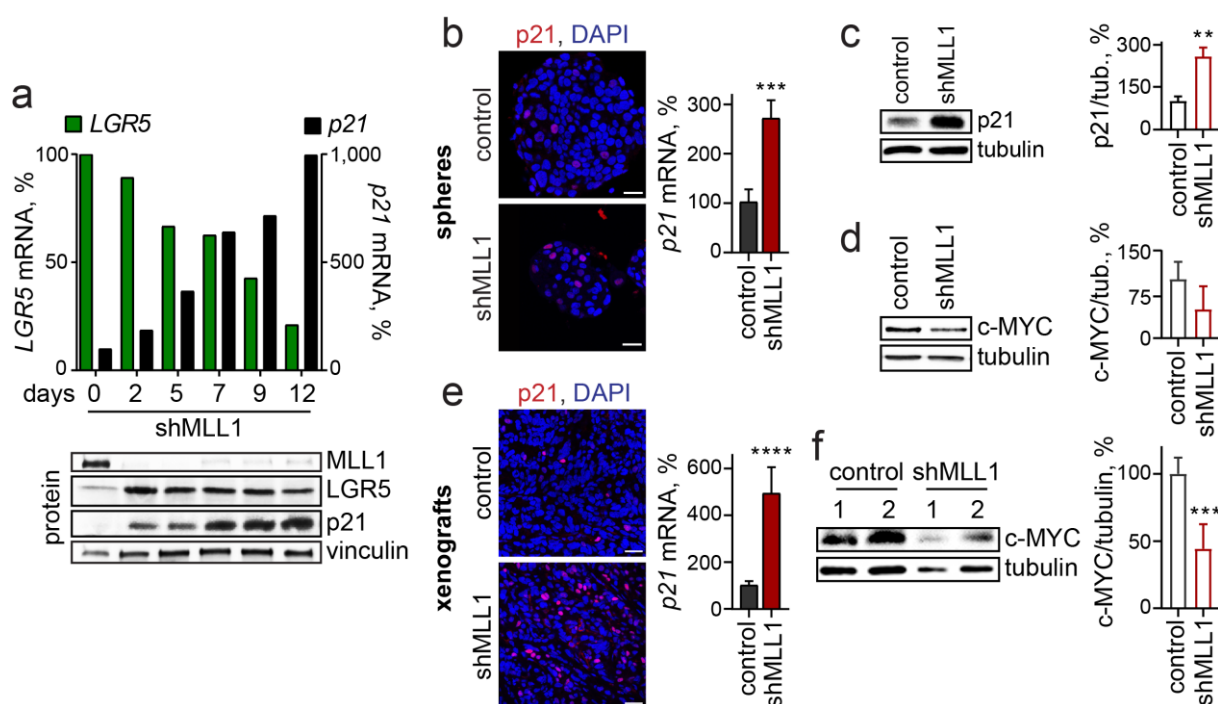 a
LGR5
p21
100
50
0
LGR5 mRNA, %
1,000
500
0
p21 mRNA, %
days 0 2 5 7 9 12
shMLL1
protein
MLL1
LGR5
p21
vinculin
b
p21, DAPI
spheres
control
shMLL1
p21 mRNA, %
300
200
100
0
***
control
shMLL1
c
control
shMLL1
p21
tubulin
p21/tub., %
300
150
0
**
control
shMLL1
d
control
shMLL1
c-MYC
tubulin
c-MYC/tub., %
150
75
0
control
shMLL1
e
p21, DAPI
xenografts
control
shMLL1
p21 mRNA, %
600
400
200
0
****
control
shMLL1
f
control shMLL1
1 2 1 2
c-MYC
tubulin
c-MYC/tubulin, %
100
50
0
***
control
shMLL1